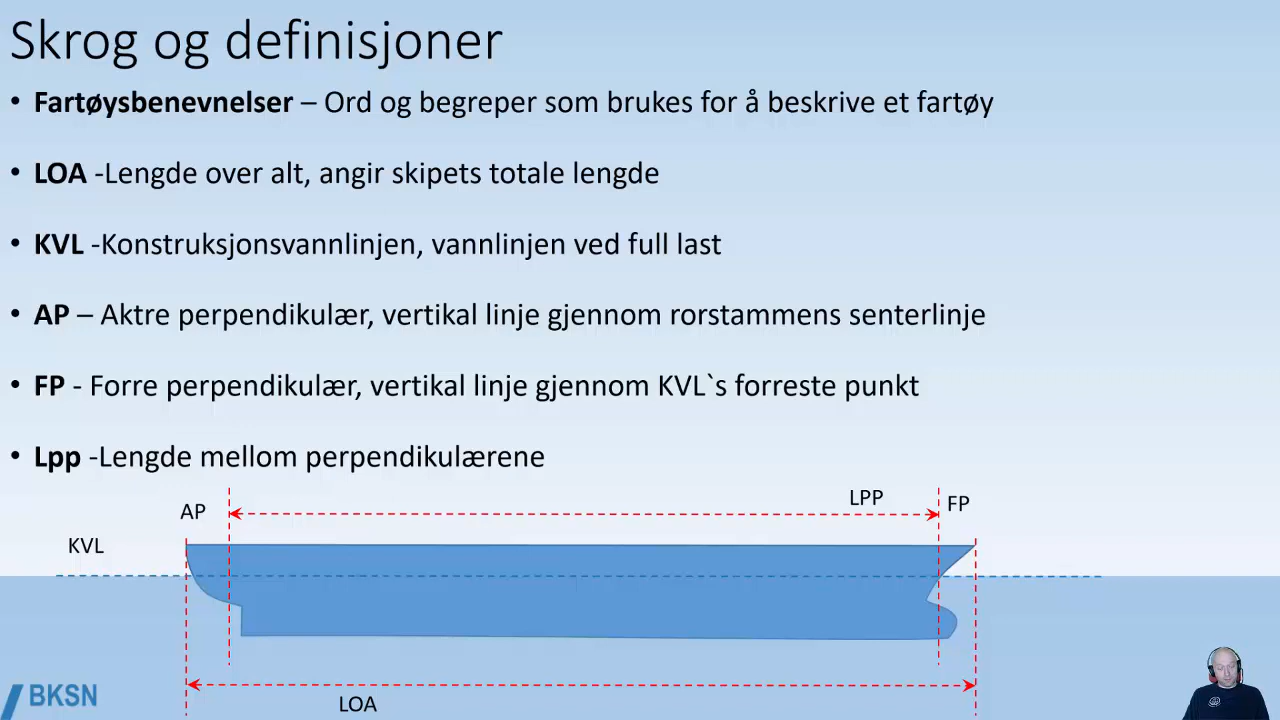 Skrog og definisjoner
• Fartøysbenevnelser – Ord og begreper som brukes for å beskrive et fartøy
• LOA -Lengde over alt, angir skipets totale lengde
• KVL -Konstruksjonsvannlinjen, vannlinjen ved full last
• AP – Aktre perpendikulær, vertikal linje gjennom rorstammens senterlinje
• FP - Forre perpendikulær, vertikal linje gjennom KVL`s forreste punkt
• Lpp -Lengde mellom perpendikulærene
LPP
AP
FP
KVL
BKSN
LOA